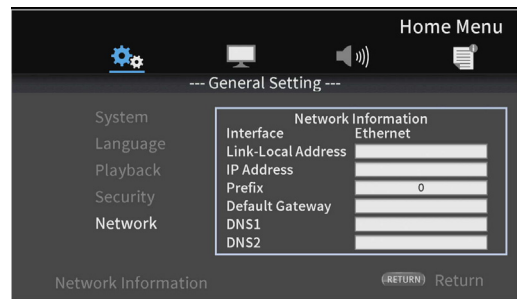 Home Menu
--- General Setting ---
System
Language
Playback
Security
Network
Network Information
Interface Ethernet
Link-Local Address
IP Address
Prefix 0
Default Gateway
DNS1
DNS2
Network Information
RETURN Return